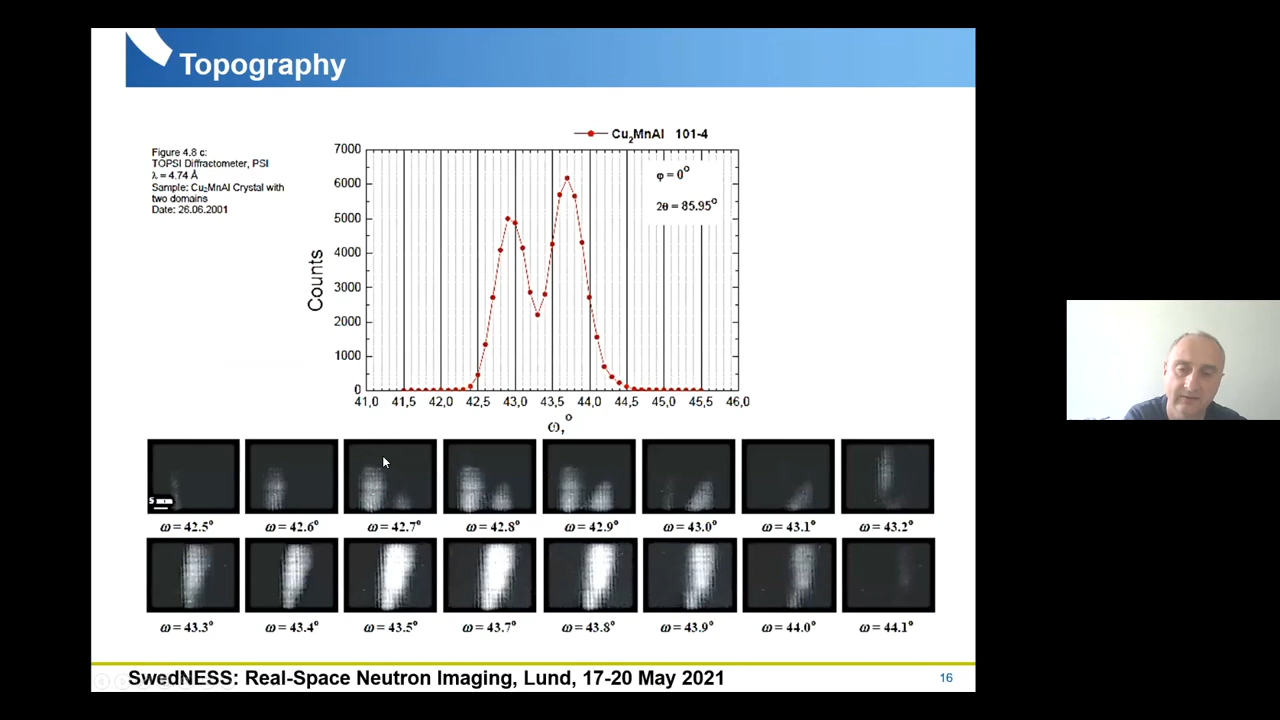 Topography
Figure 4.8 c:
TOPSI Diffractometer, PSI
λ = 4.74 Å
Sample: Cu₂MnAl Crystal with
two domains
Date: 26.06.2001
Cu₂MnAl 101-4
φ = 0°
2θ = 85.95°
Counts
7000
6000
5000
4000
3000
2000
1000
0
41,0 41,5 42,0 42,5 43,0 43,5 44,0 44,5 45,0 45,5 46,0
ω,°
5 mm
ω = 42.5° ω = 42.6° ω = 42.7° ω = 42.8° ω = 42.9° ω = 43.0° ω = 43.1° ω = 43.2°
ω = 43.3° ω = 43.4° ω = 43.5° ω = 43.7° ω = 43.8° ω = 43.9° ω = 44.0° ω = 44.1°
SwedNESS: Real-Space Neutron Imaging, Lund, 17-20 May 2021
16